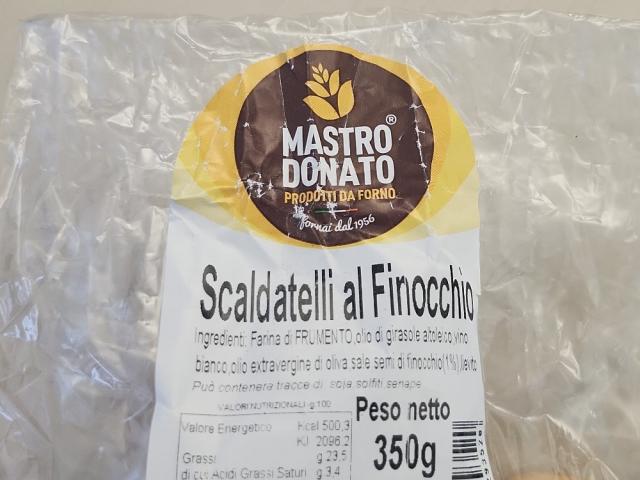 MASTRO®
DONATO
PRODOTTI DA FORNO
fornai dal 1956
Scaldatelli al Finocchio
Ingredienti: Farina di FRUMENTO,olio di girasole altoleico,vino
bianco,olio extravergine di oliva sale semi di finocchio(1%),lievito
Può contenera tracce di soia,solfiti,senape
VALORI NUTRIZIONALI g.100
Peso netto
350g
Valore Energetico Kcal 500,3
KJ 2096,2
Grassi g 23,5
di cui Acidi Grassi Saturi g 3,4